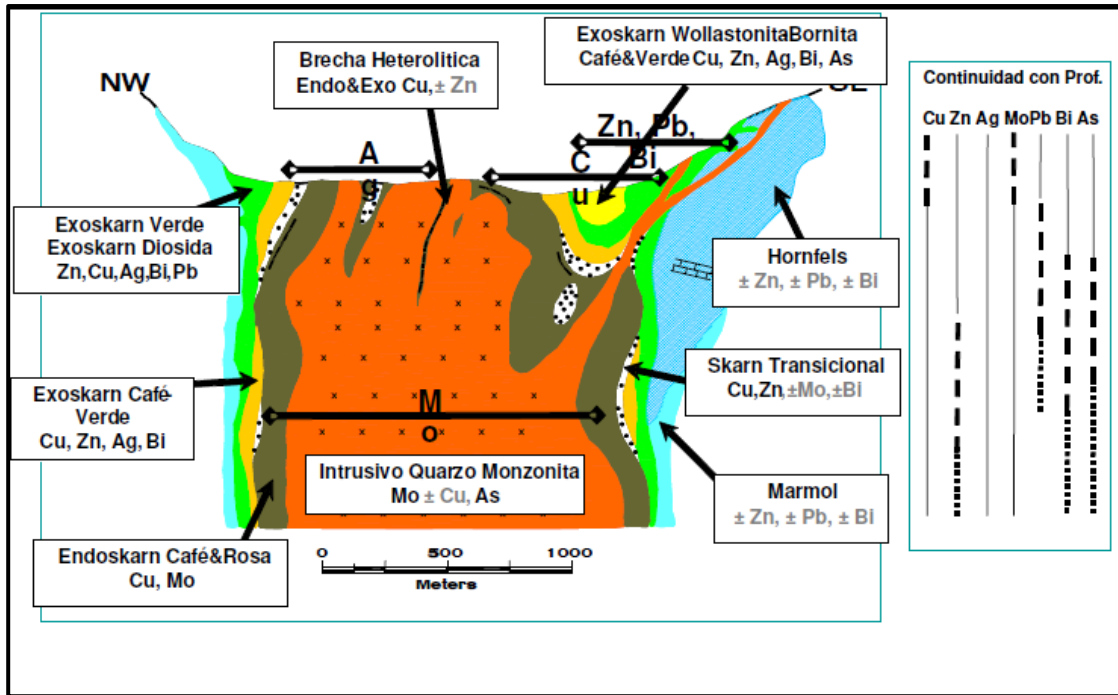 NW
Brecha Heterolitica
Endo&Exo Cu, ± Zn
Exoskarn WollastonitaBornita
Café&Verde Cu, Zn, Ag, Bi, As
Ag
Zn, Pb,
Bi
Cu
Exoskarn Verde
Exoskarn Diosida
Zn,Cu,Ag,Bi,Pb
Hornfels
± Zn, ± Pb, ± Bi
Exoskarn Café-
Verde
Cu, Zn, Ag, Bi
Skarn Transicional
Cu,Zn,±Mo,±Bi
Mo
Intrusivo Quarzo Monzonita
Mo ± Cu, As
Marmol
± Zn, ± Pb, ± Bi
Endoskarn Café&Rosa
Cu, Mo
0 500 1000
Meters
Continuidad con Prof.
Cu Zn Ag Mo Pb Bi As